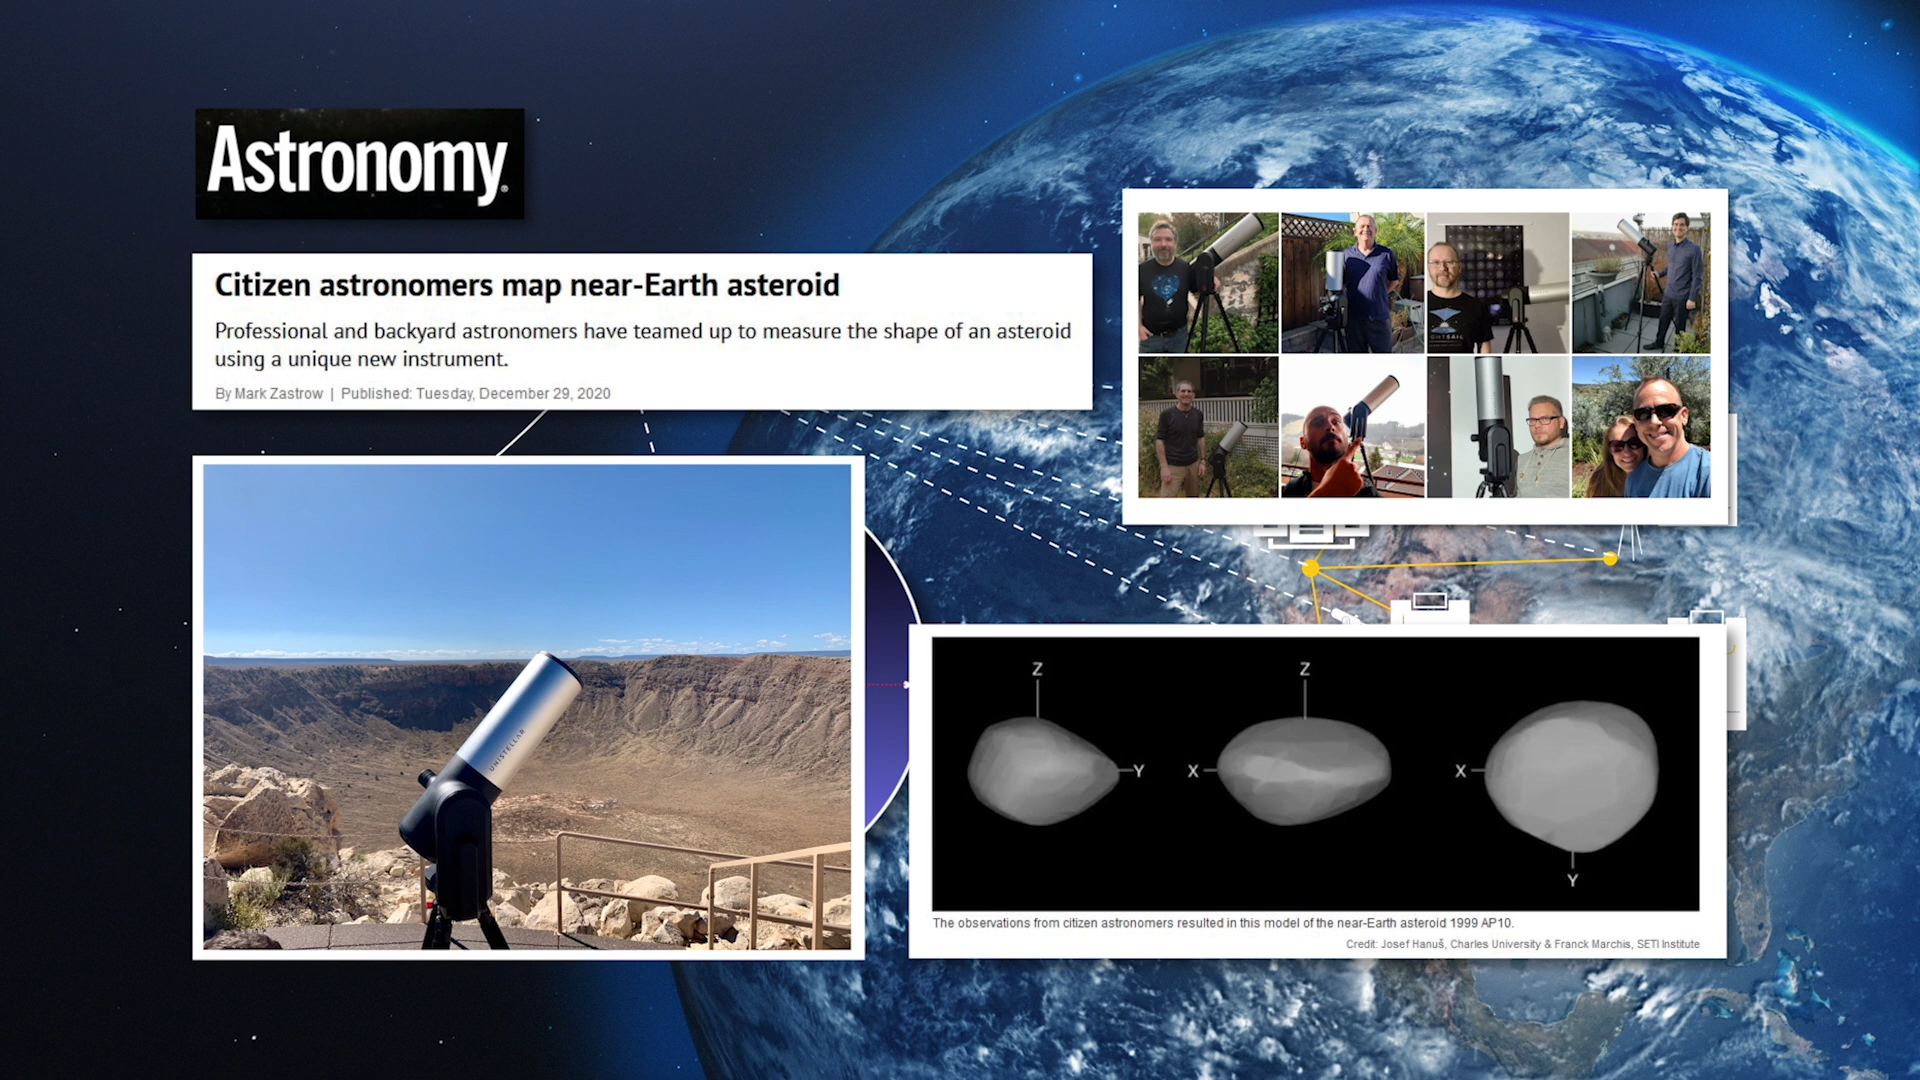 Astronomy
Citizen astronomers map near-Earth asteroid
Professional and backyard astronomers have teamed up to measure the shape of an asteroid
using a unique new instrument.
By Mark Zastrow | Published: Tuesday, December 29, 2020
UNISTELLAR
Z
Y
Z
X
X
Y
The observations from citizen astronomers resulted in this model of the near-Earth asteroid 1999 AP10.
Credit: Josef Hanuš, Charles University & Franck Marchis, SETI Institute